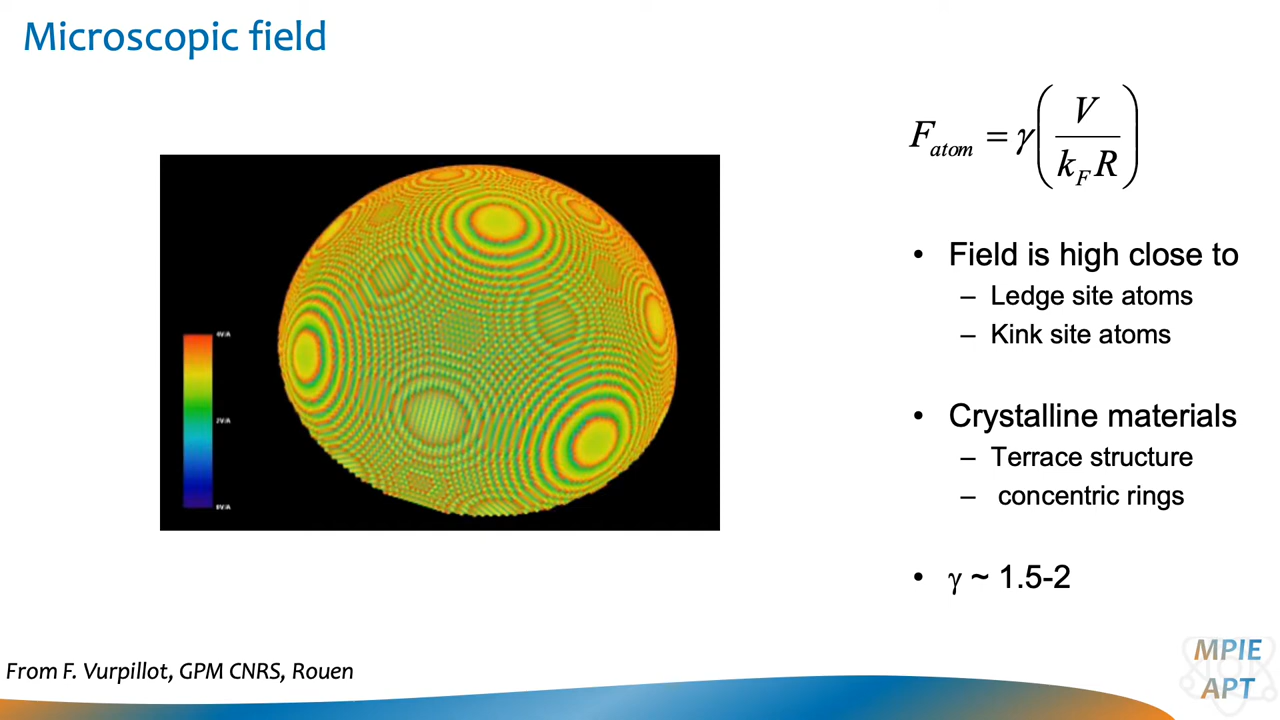 Microscopic field
F_atom = γ(V / k_F R)
• Field is high close to
– Ledge site atoms
– Kink site atoms
• Crystalline materials
– Terrace structure
– concentric rings
• γ ~ 1.5-2
From F. Vurpillot, GPM CNRS, Rouen
MPIE
APT